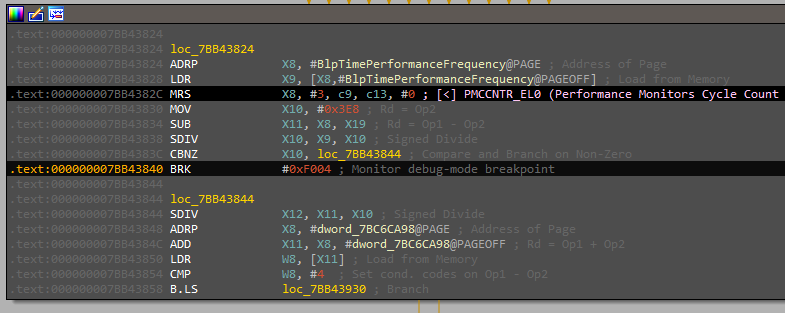 .text:000000007BB43824
.text:000000007BB43824 loc_7BB43824
.text:000000007BB43824 ADRP X8, #BlpTimePerformanceFrequency@PAGE ; Address of Page
.text:000000007BB43828 LDR X9, [X8,#BlpTimePerformanceFrequency@PAGEOFF] ; Load from Memory
.text:000000007BB4382C MRS X8, #3, c9, c13, #0 ; [<] PMCCNTR_EL0 (Performance Monitors Cycle Count
.text:000000007BB43830 MOV X10, #0x3E8 ; Rd = Op2
.text:000000007BB43834 SUB X11, X8, X19 ; Rd = Op1 - Op2
.text:000000007BB43838 SDIV X10, X9, X10 ; Signed Divide
.text:000000007BB4383C CBNZ X10, loc_7BB43844 ; Compare and Branch on Non-Zero
.text:000000007BB43840 BRK #0xF004 ; Monitor debug-mode breakpoint
.text:000000007BB43844
.text:000000007BB43844 loc_7BB43844
.text:000000007BB43844 SDIV X12, X11, X10 ; Signed Divide
.text:000000007BB43848 ADRP X8, #dword_7BC6CA98@PAGE ; Address of Page
.text:000000007BB4384C ADD X11, X8, #dword_7BC6CA98@PAGEOFF ; Rd = Op1 + Op2
.text:000000007BB43850 LDR W8, [X11] ; Load from Memory
.text:000000007BB43854 CMP W8, #4 ; Set cond. codes on Op1 - Op2
.text:000000007BB43858 B.LS loc_7BB43930 ; Branch